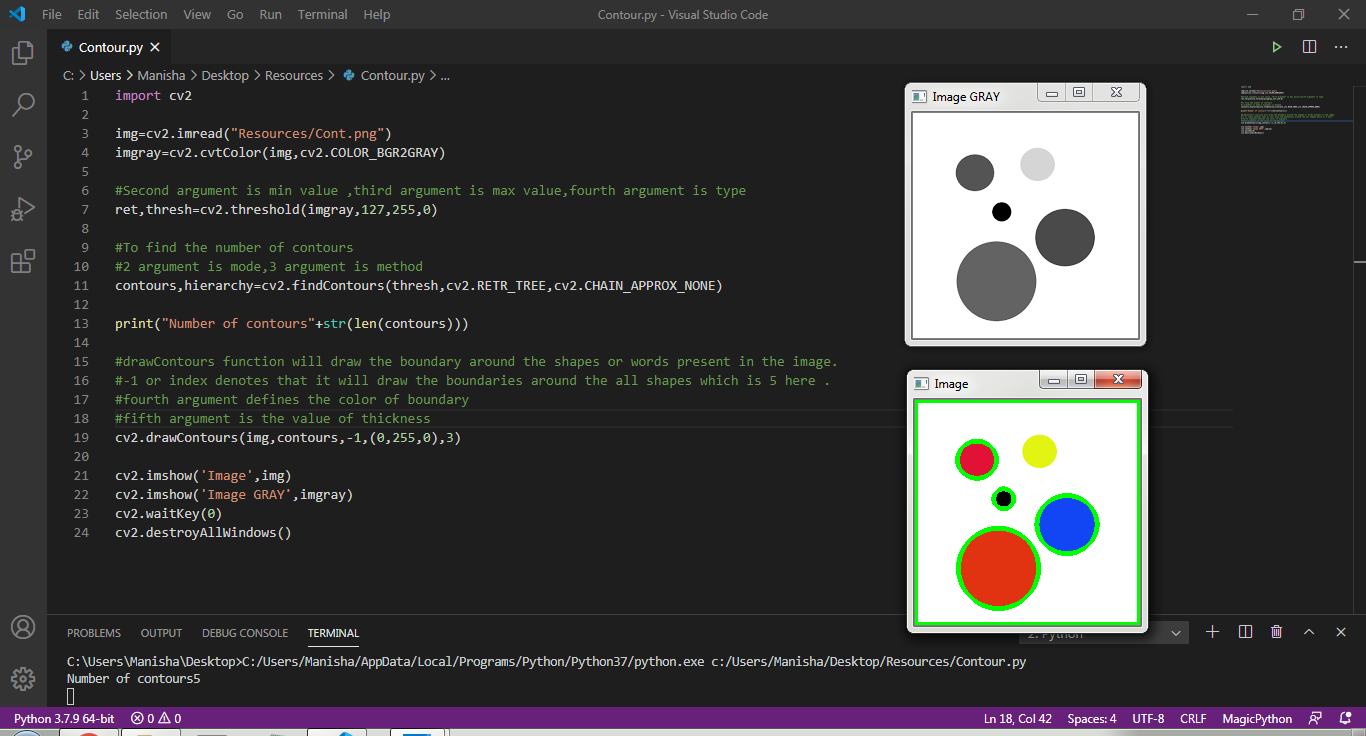 File Edit Selection View Go Run Terminal Help Contour.py - Visual Studio Code
Contour.py
C: > Users > Manisha > Desktop > Resources > Contour.py > ...
1 import cv2
2
3 img=cv2.imread("Resources/Cont.png")
4 imgray=cv2.cvtColor(img,cv2.COLOR_BGR2GRAY)
5
6 #Second argument is min value ,third argument is max value,fourth argument is type
7 ret,thresh=cv2.threshold(imgray,127,255,0)
8
9 #To find the number of contours
10 #2 argument is mode,3 argument is method
11 contours,hierarchy=cv2.findContours(thresh,cv2.RETR_TREE,cv2.CHAIN_APPROX_NONE)
12
13 print("Number of contours"+str(len(contours)))
14
15 #drawContours function will draw the boundary around the shapes or words present in the image.
16 #-1 or index denotes that it will draw the boundaries around the all shapes which is 5 here .
17 #fourth argument defines the color of boundary
18 #fifth argument is the value of thickness
19 cv2.drawContours(img,contours,-1,(0,255,0),3)
20
21 cv2.imshow('Image',img)
22 cv2.imshow('Image GRAY',imgray)
23 cv2.waitKey(0)
24 cv2.destroyAllWindows()
Image GRAY
Image
PROBLEMS OUTPUT DEBUG CONSOLE TERMINAL 2: Python
C:\Users\Manisha\Desktop>C:/Users/Manisha/AppData/Local/Programs/Python/Python37/python.exe c:/Users/Manisha/Desktop/Resources/Contour.py
Number of contours5
Python 3.7.9 64-bit 0 0 Ln 18, Col 42 Spaces: 4 UTF-8 CRLF MagicPython